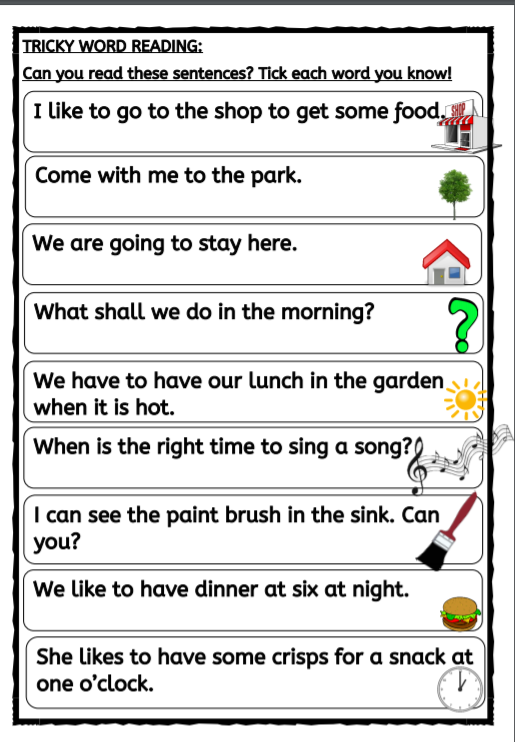 TRICKY WORD READING:
Can you read these sentences? Tick each word you know!
I like to go to the shop to get some food.
SHOP
Come with me to the park.
We are going to stay here.
What shall we do in the morning?
?
We have to have our lunch in the garden
when it is hot.
When is the right time to sing a song?
I can see the paint brush in the sink. Can
you?
We like to have dinner at six at night.
She likes to have some crisps for a snack at
one o’clock.